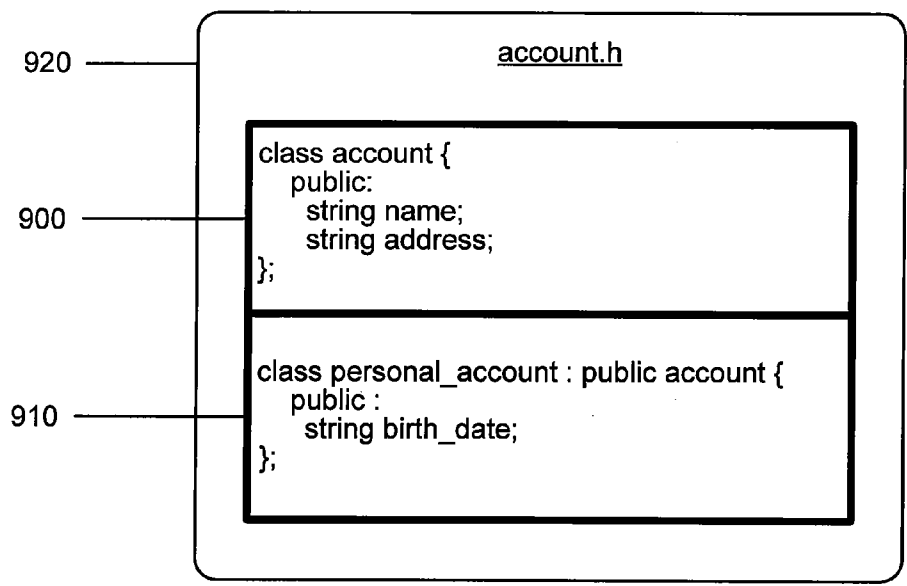 920
account.h
class account {
public:
900
string name;
string address;
};
class personal_account : public account {
910
public :
string birth_date;
};